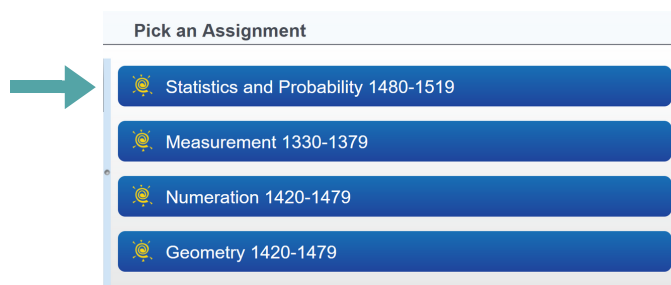 Pick an Assignment
Statistics and Probability 1480-1519
Measurement 1330-1379
Numeration 1420-1479
Geometry 1420-1479